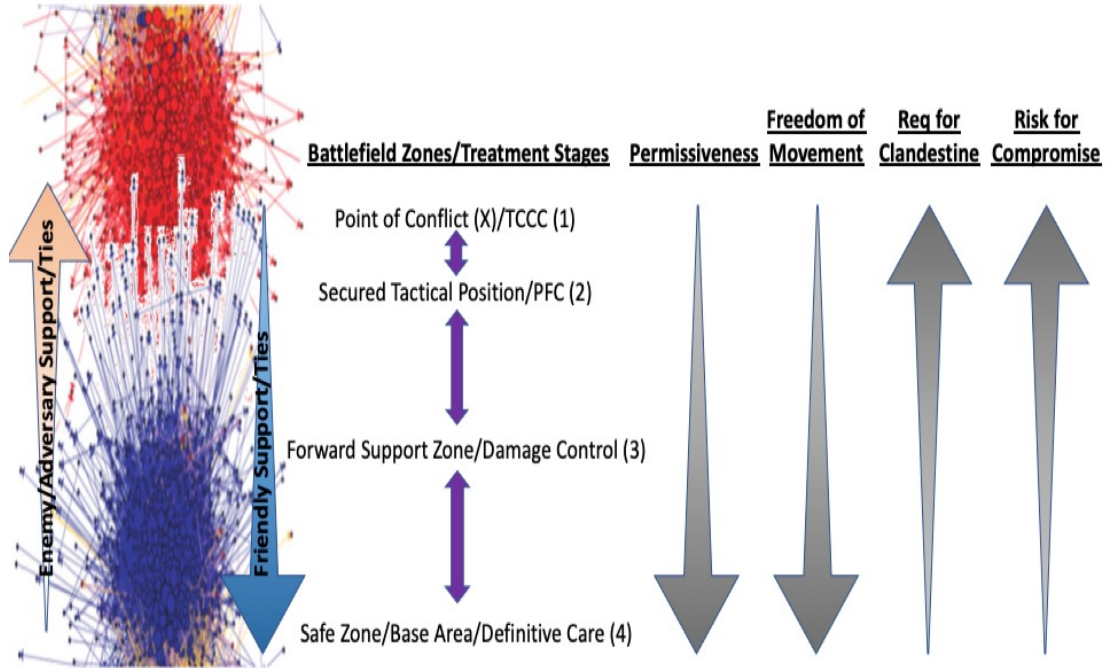 Enemy/Adversary Support/Ties
Friendly Support/Ties
Battlefield Zones/Treatment Stages
Permissiveness
Freedom of
Movement
Req for
Clandestine
Risk for
Compromise
Point of Conflict (X)/TCCC (1)
Secured Tactical Position/PFC (2)
Forward Support Zone/Damage Control (3)
Safe Zone/Base Area/Definitive Care (4)